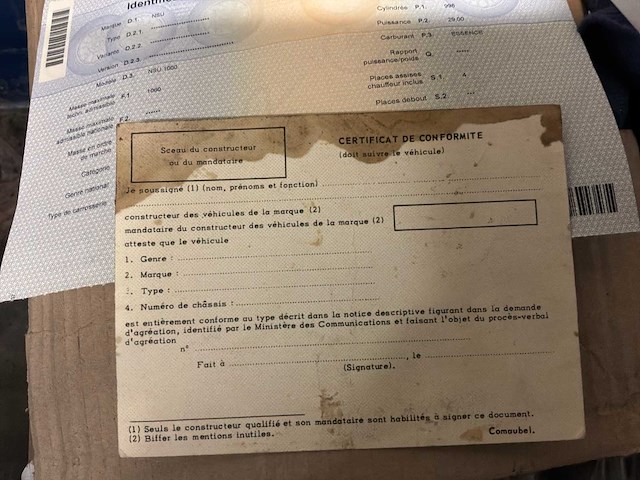 Identifi
Marque D.1. NSU
Type D.2.1. ..............................
Variante D.2.2. ..............................
Version D.2.3. ..............................
Modèle D.3. NSU 1000
Masse maximale techn. admissible F.1 1000
Masse maximale admissible nationale F.2 ......
Masse en ordre de marche
Catégorie
Genre national
Type de carrosserie
Cylindrée P.1. 996
Puissance P.2. 29.00
Carburant P.3. ESSENCE
Rapport puissance/poids Q. .....
Places assises chauffeur inclus S.1. 4
Places debout S.2 ...
Sceau du constructeur
ou du mandataire
CERTIFICAT DE CONFORMITE
(doit suivre le véhicule)
Je soussigné (1) (nom, prénoms et fonction) ..............................
constructeur des véhicules de la marque (2)
mandataire du constructeur des véhicules de la marque (2)
atteste que le véhicule
1. Genre : ..............................
2. Marque : ..............................
3. Type : ..............................
4. Numéro de châssis : ..............................
est entièrement conforme au type décrit dans la notice descriptive figurant dans la demande
d'agréation, identifié par le Ministère des Communications et faisant l'objet du procès-verbal
d'agréation
n° ..............................
Fait à .............................. , le ..............................
(Signature).
(1) Seuls le constructeur qualifié et son mandataire sont habilités à signer ce document.
(2) Biffer les mentions inutiles.
Comaubel.